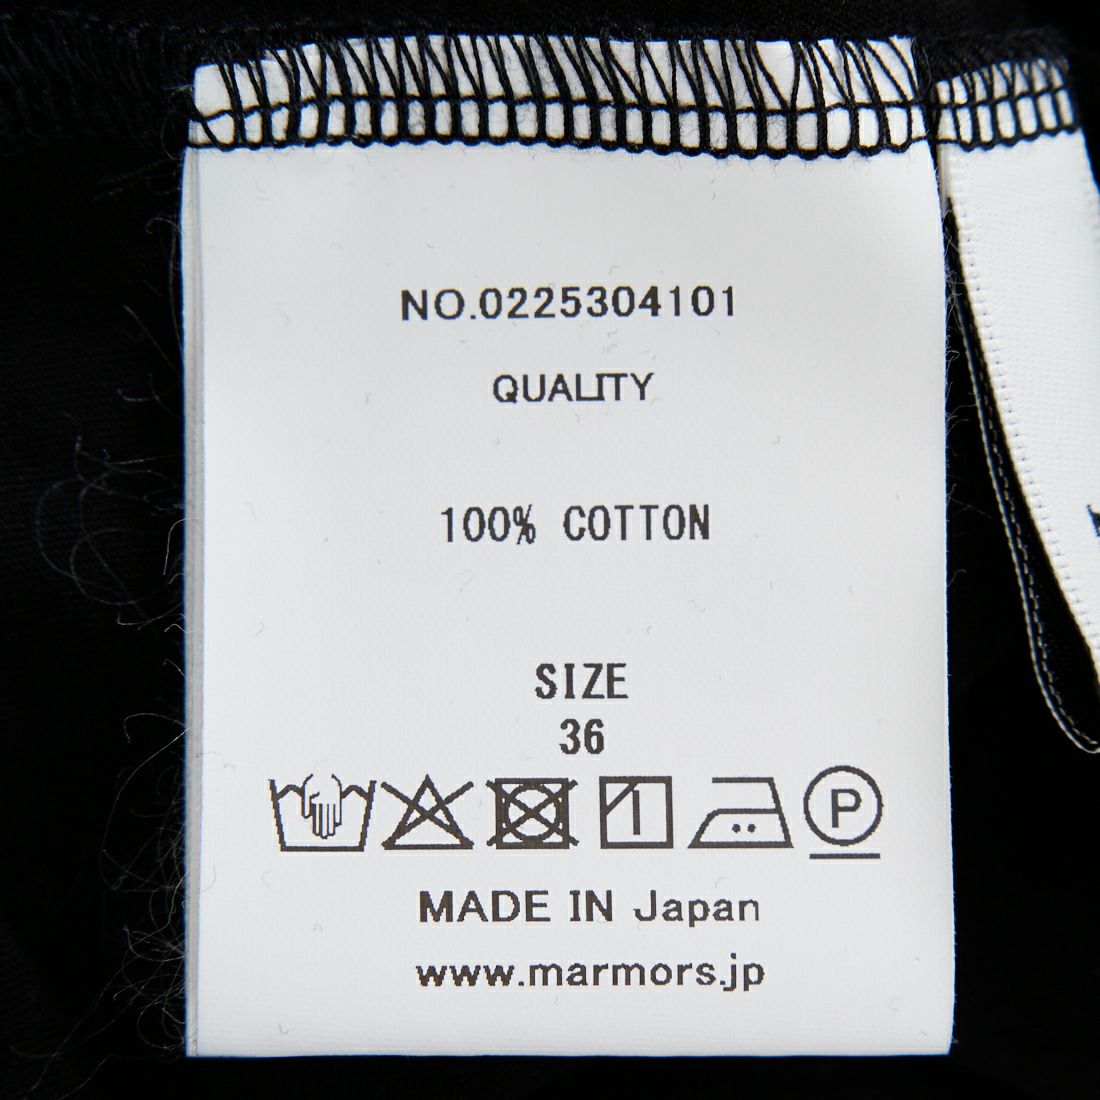 NO.0225304101
QUALITY
100% COTTON
SIZE
36
P
MADE IN Japan
www.marmors.jp